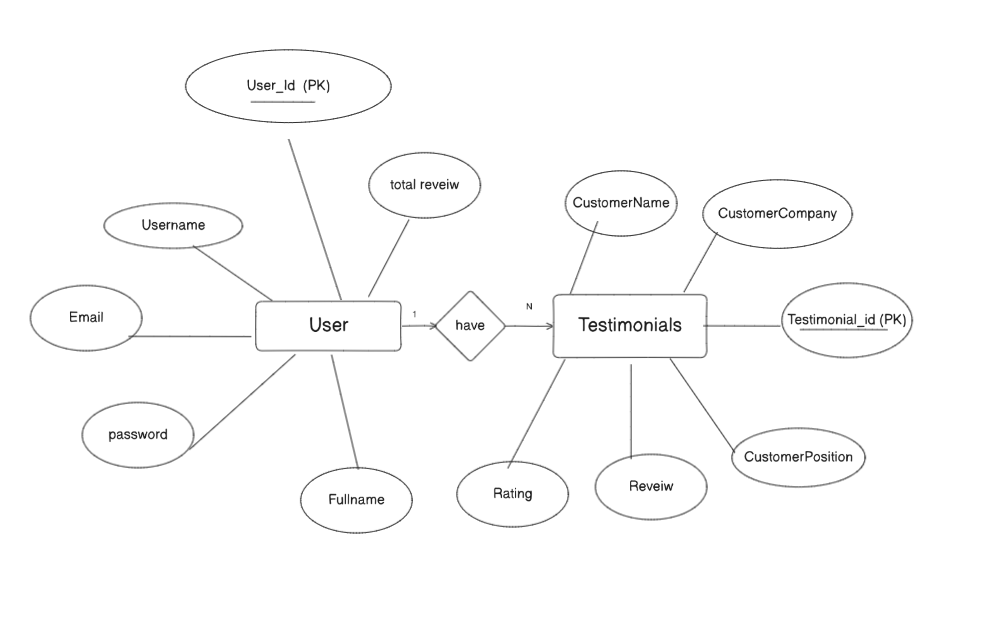 User_Id (PK)
total reveiw
CustomerName
CustomerCompany
Username
Email
User
1
have
N
Testimonials
Testimonial_id (PK)
password
Fullname
Rating
Reveiw
CustomerPosition